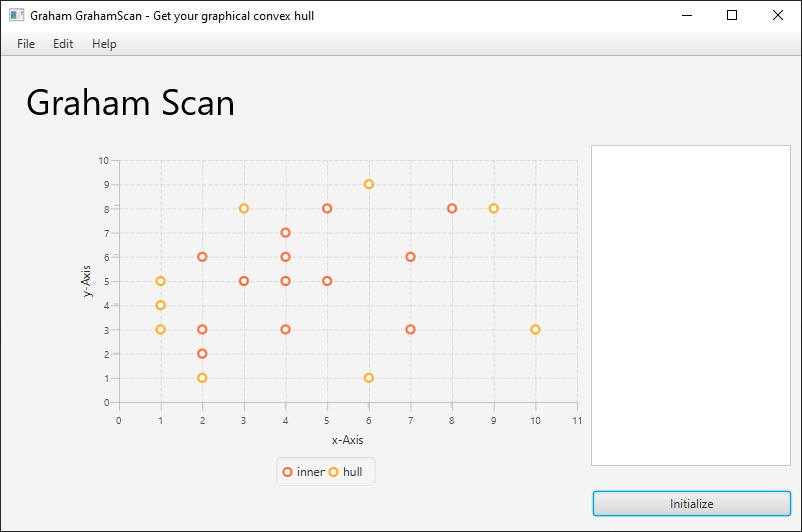 Graham GrahamScan - Get your graphical convex hull
File Edit Help
Graham Scan
10
9
8
7
6
5
4
3
2
1
0
y-Axis
0 1 2 3 4 5 6 7 8 9 10 11
x-Axis
inner hull
Initialize